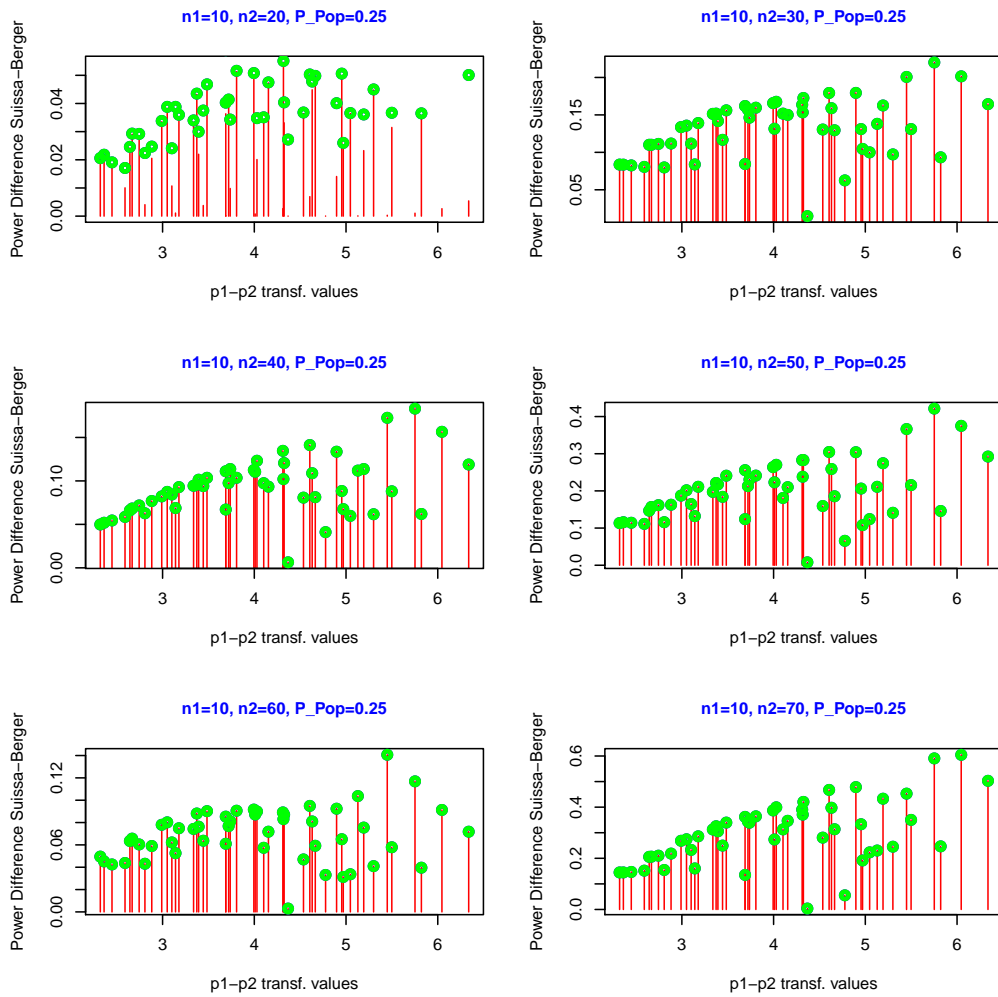 n1=10, n2=20, P_Pop=0.25
Power Difference Suissa−Berger
0.00
0.02
0.04
3 4 5 6
p1−p2 transf. values
n1=10, n2=30, P_Pop=0.25
Power Difference Suissa−Berger
0.05
0.15
3 4 5 6
p1−p2 transf. values
n1=10, n2=40, P_Pop=0.25
Power Difference Suissa−Berger
0.00
0.10
3 4 5 6
p1−p2 transf. values
n1=10, n2=50, P_Pop=0.25
Power Difference Suissa−Berger
0.0
0.1
0.2
0.3
0.4
3 4 5 6
p1−p2 transf. values
n1=10, n2=60, P_Pop=0.25
Power Difference Suissa−Berger
0.00
0.06
0.12
3 4 5 6
p1−p2 transf. values
n1=10, n2=70, P_Pop=0.25
Power Difference Suissa−Berger
0.0
0.2
0.4
0.6
3 4 5 6
p1−p2 transf. values